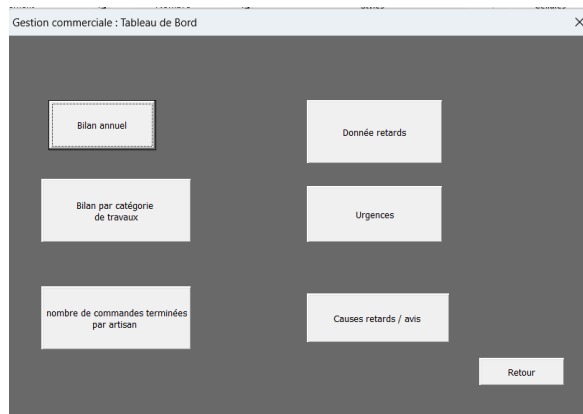 Gestion commerciale : Tableau de Bord
Bilan annuel
Donnée retards
Bilan par catégorie
de travaux
Urgences
nombre de commandes terminées
par artisan
Causes retards / avis
Retour